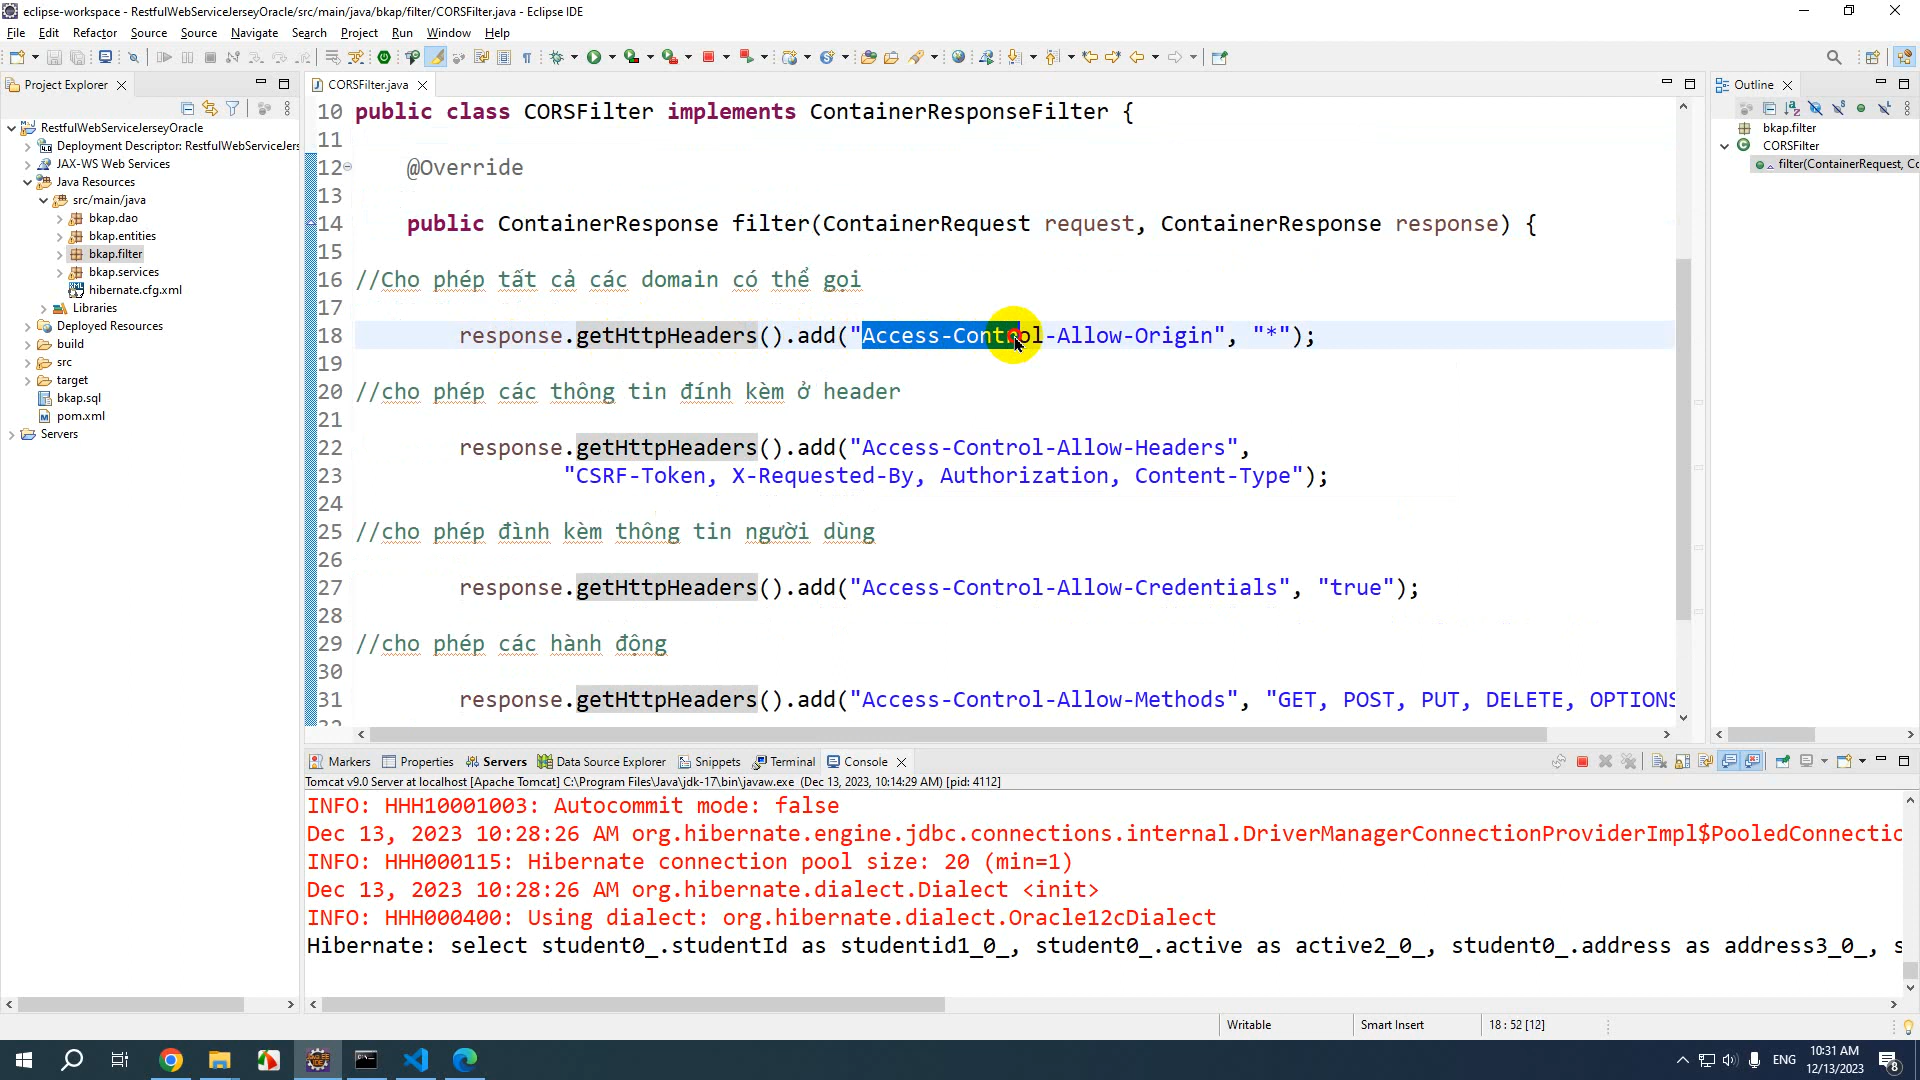 eclipse-workspace - RestfulWebServiceJerseyOracle/src/main/java/bkap/filter/CORSFilter.java - Eclipse IDE
File Edit Refactor Source Source Navigate Search Project Run Window Help
Project Explorer
RestfulWebServiceJerseyOracle
Deployment Descriptor: RestfulWebServiceJers
JAX-WS Web Services
Java Resources
src/main/java
bkap.dao
bkap.entities
bkap.filter
bkap.services
hibernate.cfg.xml
Libraries
Deployed Resources
build
src
target
bkap.sql
pom.xml
Servers
CORSFilter.java
10 public class CORSFilter implements ContainerResponseFilter {
11
12 @Override
13
14 public ContainerResponse filter(ContainerRequest request, ContainerResponse response) {
15
16 //Cho phép tất cả các domain có thể gọi
17
18 response.getHttpHeaders().add("Access-Control-Allow-Origin", "*");
19
20 //cho phép các thông tin đính kèm ở header
21
22 response.getHttpHeaders().add("Access-Control-Allow-Headers",
23 "CSRF-Token, X-Requested-By, Authorization, Content-Type");
24
25 //cho phép đình kèm thông tin người dùng
26
27 response.getHttpHeaders().add("Access-Control-Allow-Credentials", "true");
28
29 //cho phép các hành động
30
31 response.getHttpHeaders().add("Access-Control-Allow-Methods", "GET, POST, PUT, DELETE, OPTIONS
Outline
bkap.filter
CORSFilter
filter(ContainerRequest, Co
Markers Properties Servers Data Source Explorer Snippets Terminal Console
Tomcat v9.0 Server at localhost [Apache Tomcat] C:\Program Files\Java\jdk-17\bin\javaw.exe (Dec 13, 2023, 10:14:29 AM) [pid: 4112]
INFO: HHH10001003: Autocommit mode: false
Dec 13, 2023 10:28:26 AM org.hibernate.engine.jdbc.connections.internal.DriverManagerConnectionProviderImpl$PooledConnectio
INFO: HHH000115: Hibernate connection pool size: 20 (min=1)
Dec 13, 2023 10:28:26 AM org.hibernate.dialect.Dialect <init>
INFO: HHH000400: Using dialect: org.hibernate.dialect.Oracle12cDialect
Hibernate: select student0_.studentId as studentid1_0_, student0_.active as active2_0_, student0_.address as address3_0_, s
Writable Smart Insert 18 : 52 [12]
ENG
10:31 AM
12/13/2023
8